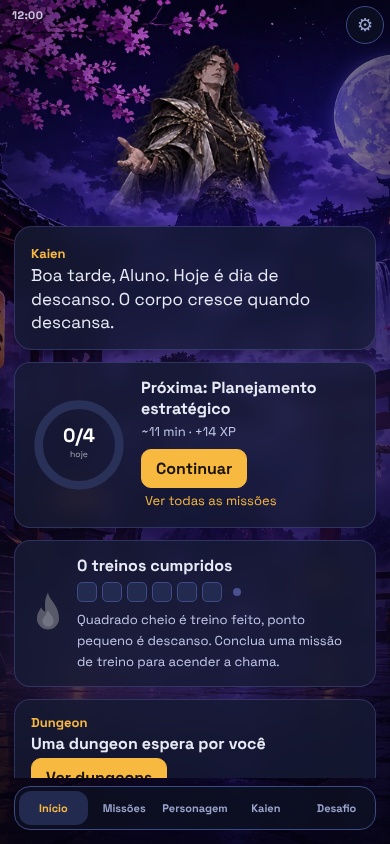 12:00
Kaien
Boa tarde, Aluno. Hoje é dia de
descanso. O corpo cresce quando
descansa.
Próxima: Planejamento
estratégico
0/4
hoje
~11 min · +14 XP
Continuar
Ver todas as missões
0 treinos cumpridos
Quadrado cheio é treino feito, ponto
pequeno é descanso. Conclua uma missão
de treino para acender a chama.
Dungeon
Uma dungeon espera por você
Ver dungeons
Início Missões Personagem Kaien Desafio